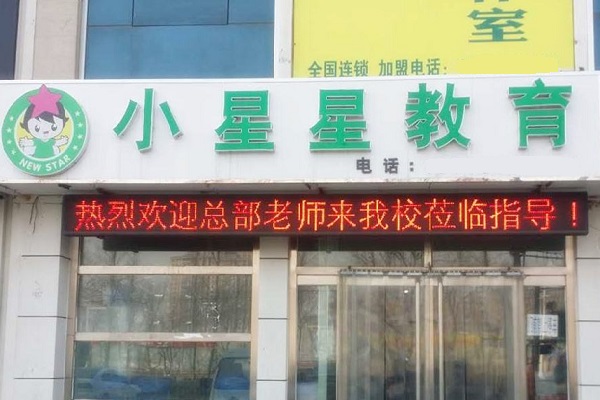 室
全国连锁 加盟电话:
小星星教育
NEW STAR
电话:
热烈欢迎总部老师来我校莅临指导!